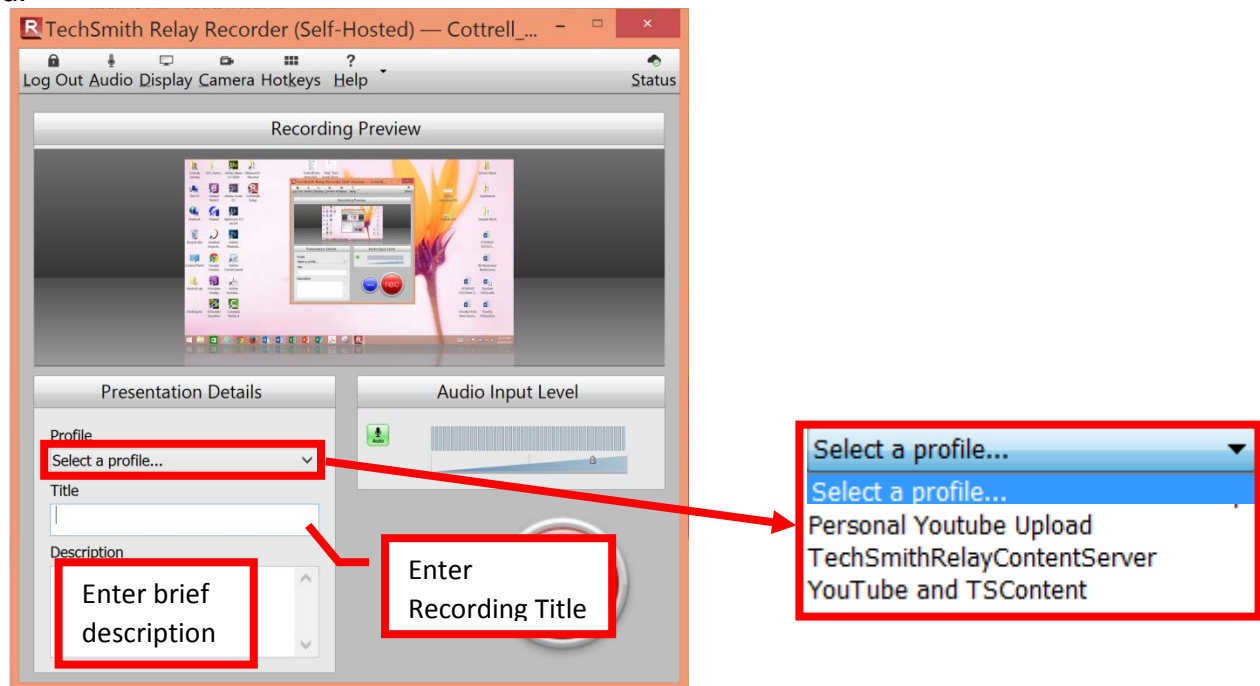 TechSmith Relay Recorder (Self-Hosted) — Cottrell_...
Log Out Audio Display Camera Hotkeys Help Status
Recording Preview
Presentation Details
Audio Input Level
Profile
Auto
Select a profile...
Title
Description
Enter brief
description
Enter
Recording Title
Select a profile...
Select a profile...
Personal Youtube Upload
TechSmithRelayContentServer
YouTube and TSContent